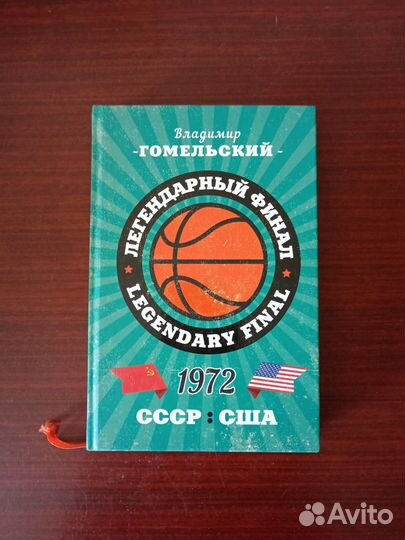 Владимир
-ГОМЕЛЬСКИЙ-
ЛЕГЕНДАРНЫЙ ФИНАЛ
LEGENDARY FINAL
1972
СССР : США
Avito